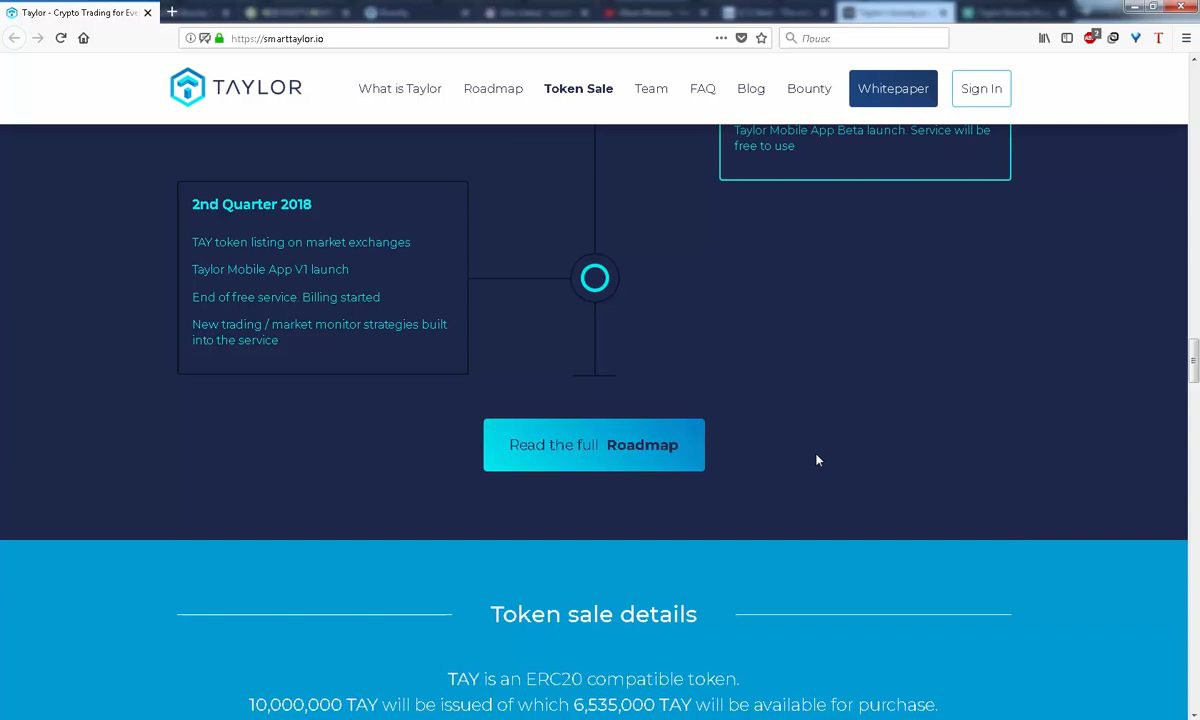 Taylor - Crypto Trading for Eve
https://smarttaylor.io
Поиск
2
TAYLOR
What is Taylor
Roadmap
Token Sale
Team
FAQ
Blog
Bounty
Whitepaper
Sign In
Taylor Mobile App Beta launch. Service will be
free to use
2nd Quarter 2018
TAY token listing on market exchanges
Taylor Mobile App V1 launch
End of free service. Billing started
New trading / market monitor strategies built
into the service
Read the full Roadmap
Token sale details
TAY is an ERC20 compatible token.
10,000,000 TAY will be issued of which 6,535,000 TAY will be available for purchase.